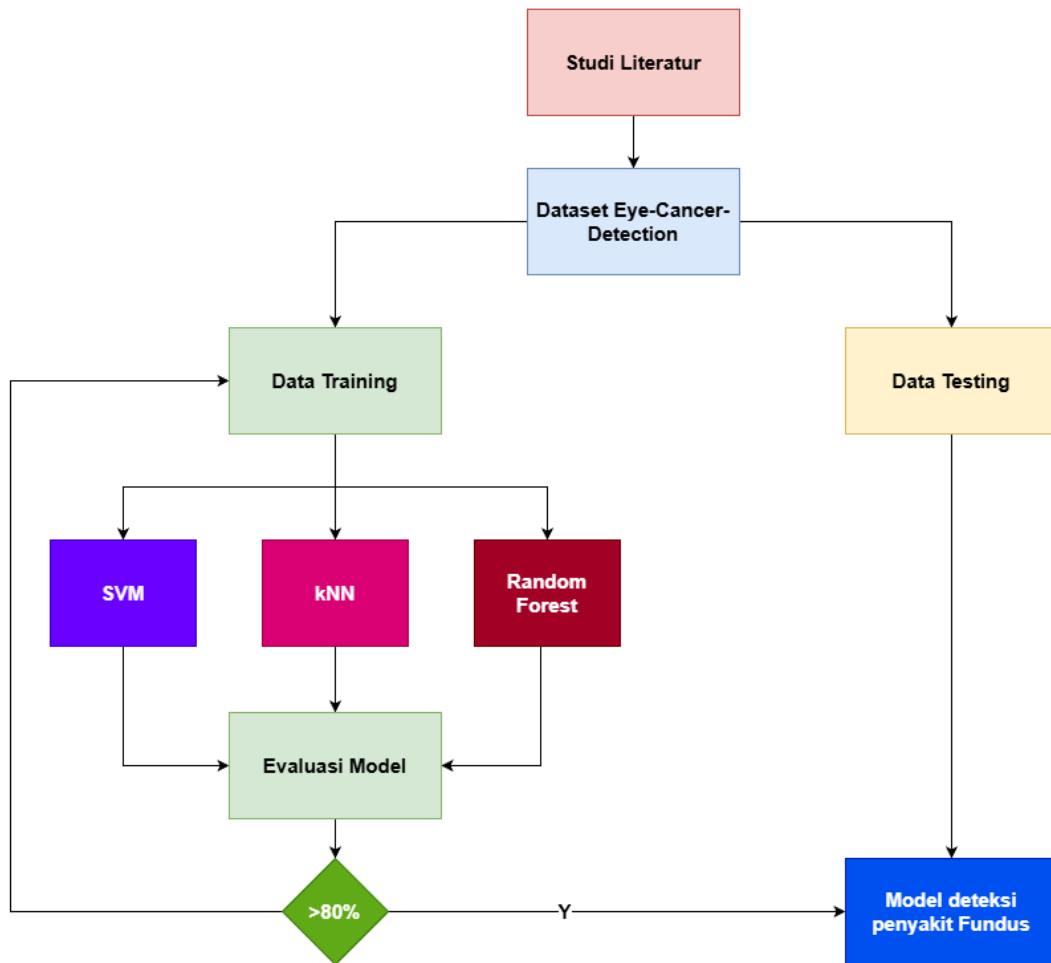 Studi Literatur
Dataset Eye-Cancer-
Detection
Data Training
Data Testing
SVM
kNN
Random
Forest
Evaluasi Model
>80%
Y
Model deteksi
penyakit Fundus